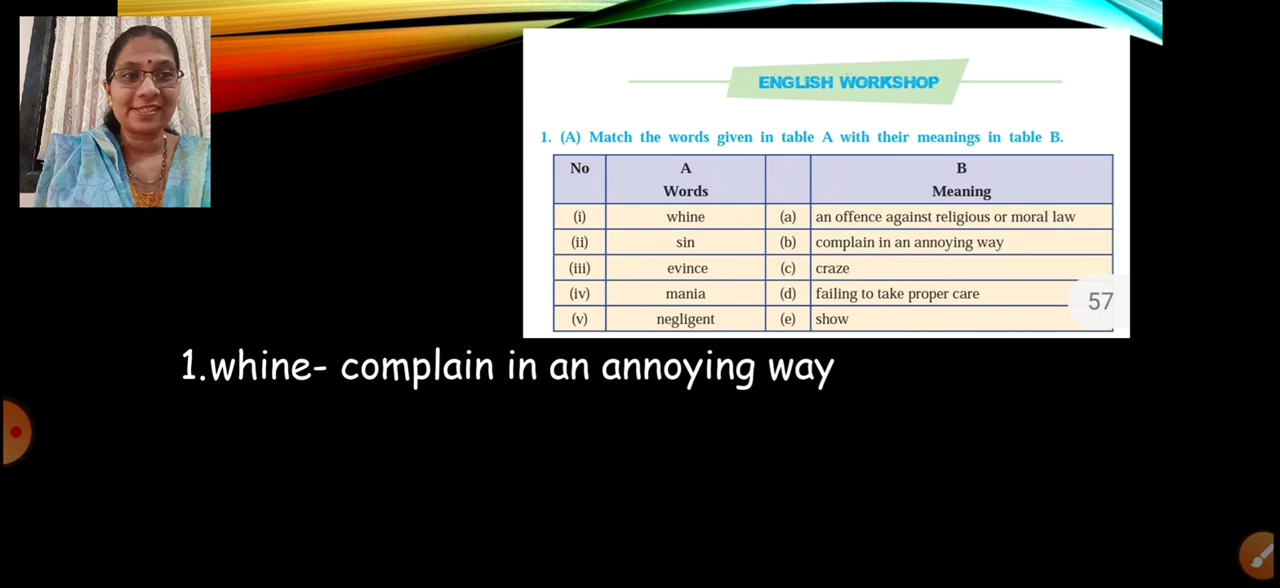 ENGLISH WORKSHOP
1. (A) Match the words given in table A with their meanings in table B.
No A B
Words Meaning
(i) whine (a) an offence against religious or moral law
(ii) sin (b) complain in an annoying way
(iii) evince (c) craze
(iv) mania (d) failing to take proper care
(v) negligent (e) show
57
1.whine- complain in an annoying way